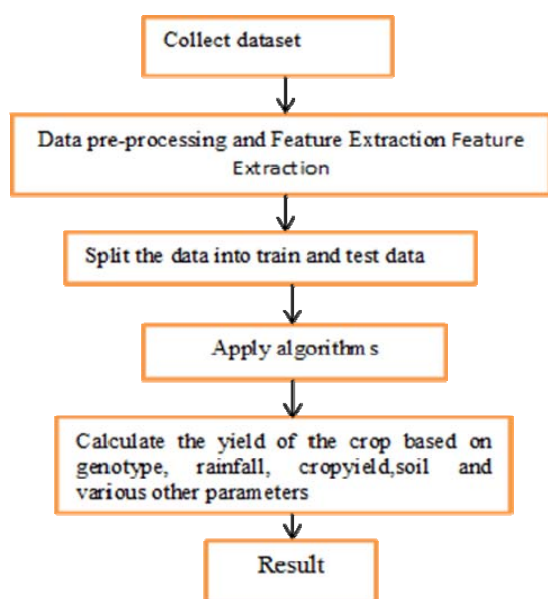 Collect dataset
Data pre-processing and Feature Extraction Feature
Extraction
Split the data into train and test data
Apply algorithms
Calculate the yield of the crop based on
genotype, rainfall, cropyield,soil and
various other parameters
Result